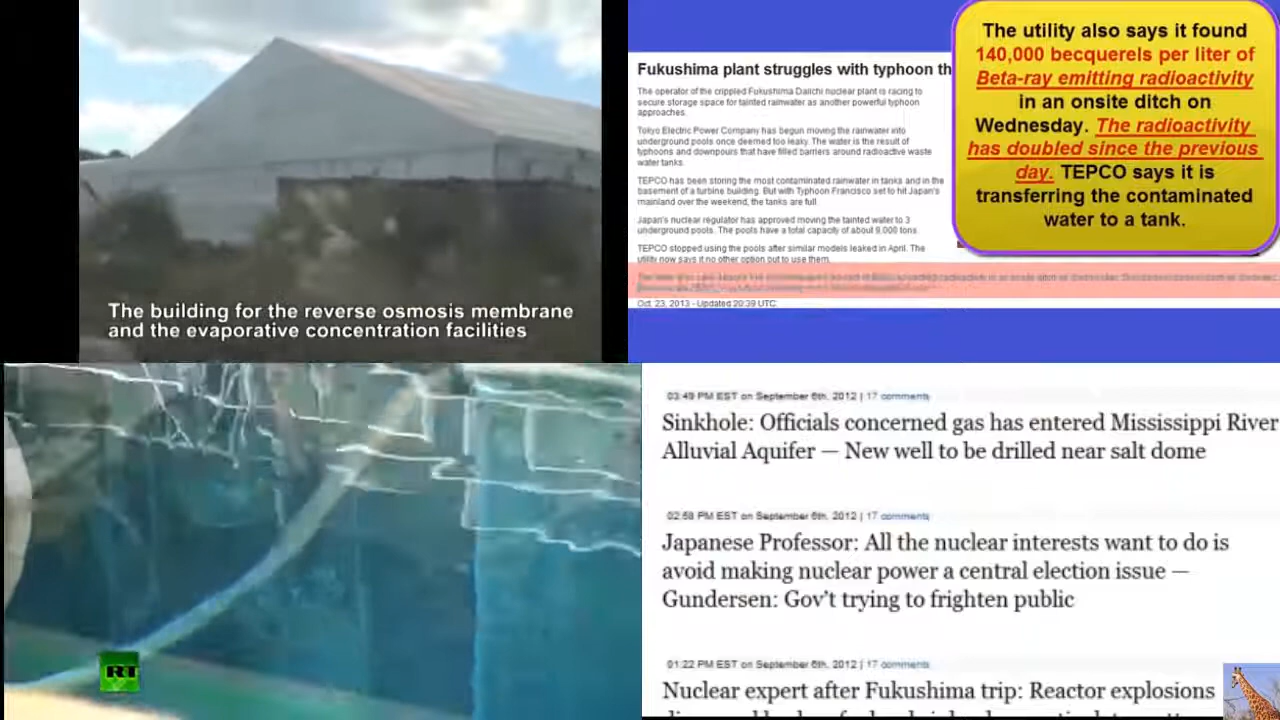 The building for the reverse osmosis membrane
and the evaporative concentration facilities
Fukushima plant struggles with typhoon th
The operator of the crippled Fukushima Daiichi nuclear plant is racing to
secure storage space for tainted rainwater as another powerful typhoon
approaches.
Tokyo Electric Power Company has begun moving the rainwater into
underground pools once deemed too leaky. The water is the result of
typhoons and downpours that have filled barriers around radioactive waste
water tanks.
TEPCO has been storing the most contaminated rainwater in tanks and in the
basement of a turbine building. But with Typhoon Francisco set to hit Japan's
mainland over the weekend, the tanks are full.
Japan's nuclear regulator has approved moving the tainted water to 3
underground pools. The pools have a total capacity of about 9,000 tons.
TEPCO stopped using the pools after similar models leaked in April. The
utility now says it no other option but to use them.
Oct. 23, 2013 - Updated 20:39 UTC.
The utility also says it found
140,000 becquerels per liter of
Beta-ray emitting radioactivity
in an onsite ditch on
Wednesday. The radioactivity
has doubled since the previous
day. TEPCO says it is
transferring the contaminated
water to a tank.
RT
03:49 PM EST on September 6th, 2012 | 17 comments
Sinkhole: Officials concerned gas has entered Mississippi River
Alluvial Aquifer — New well to be drilled near salt dome
02:58 PM EST on September 6th, 2012 | 17 comments
Japanese Professor: All the nuclear interests want to do is
avoid making nuclear power a central election issue —
Gundersen: Gov't trying to frighten public
01:22 PM EST on September 6th, 2012 | 17 comments
Nuclear expert after Fukushima trip: Reactor explosions